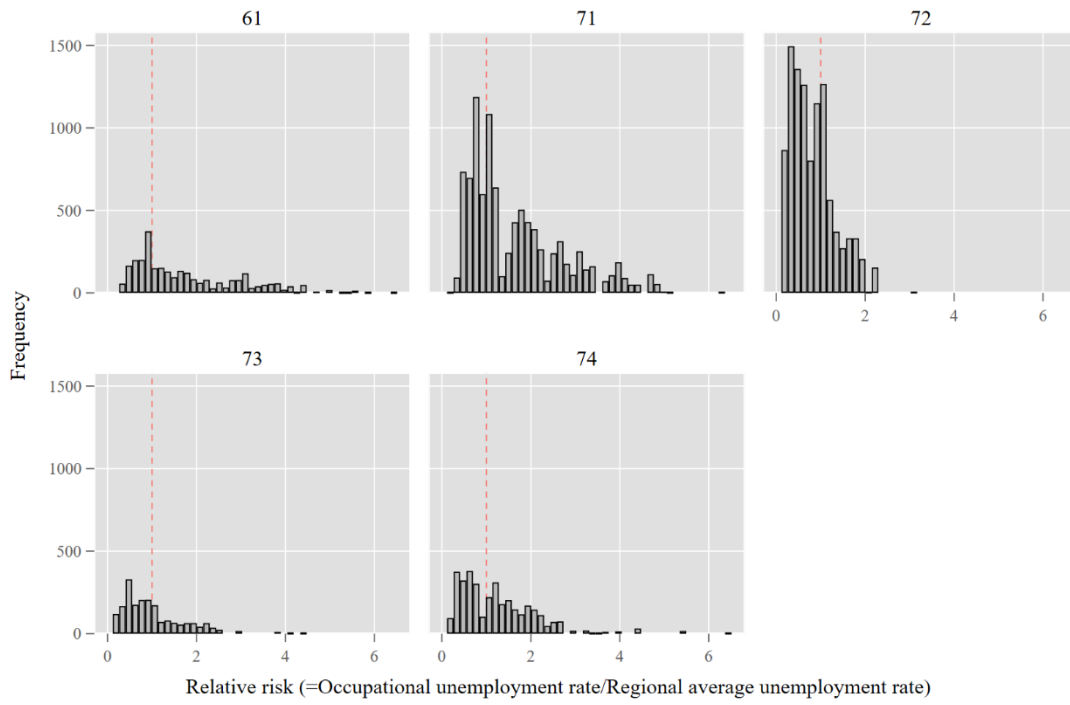 61 71 72
1500
1000
500
0
0 2 4 6
73 74
1500
1000
500
0
0 2 4 6 0 2 4 6
Frequency
Relative risk (=Occupational unemployment rate/Regional average unemployment rate)